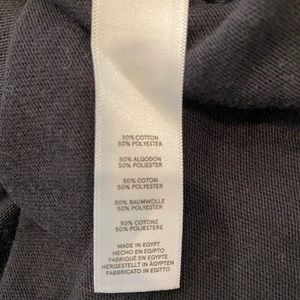 50% COTTON
50% POLYESTER
50% ALGODON
50% POLYESTER
50% COTON
50% POLYESTER
50% BAUMWOLLE
50% POLYESTER
50% COTONE
50% POLIESTERE
MADE IN EGYPT
HECHO EN EGIPTO
FABRIQUÉ EN EGYPTE
HERGESTELLT IN ÄGYPTEN
FABBRICATO IN EGITTO